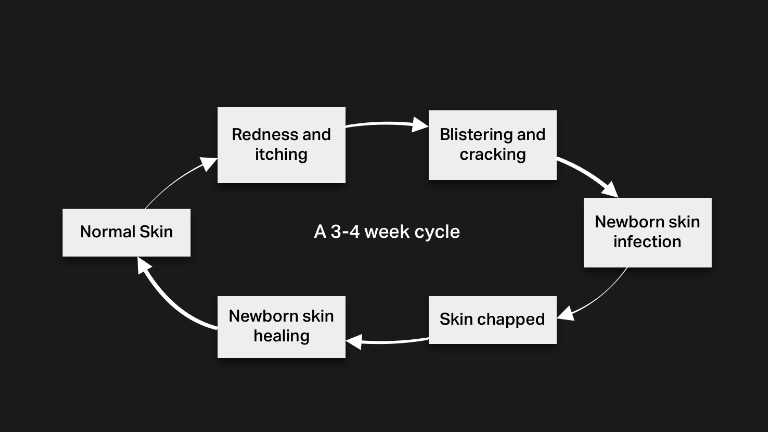 Redness and
itching
Blistering and
cracking
Normal Skin
A 3-4 week cycle
Newborn skin
infection
Newborn skin
healing
Skin chapped